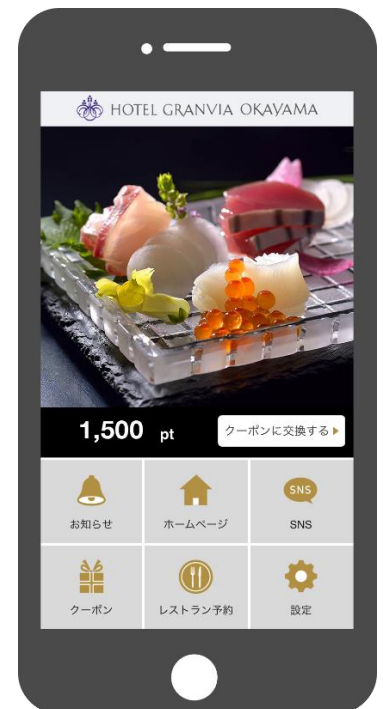 HOTEL GRANVIA OKAYAMA
1,500 pt
クーポンに交換する
お知らせ
ホームページ
SNS
SNS
クーポン
レストラン予約
設定